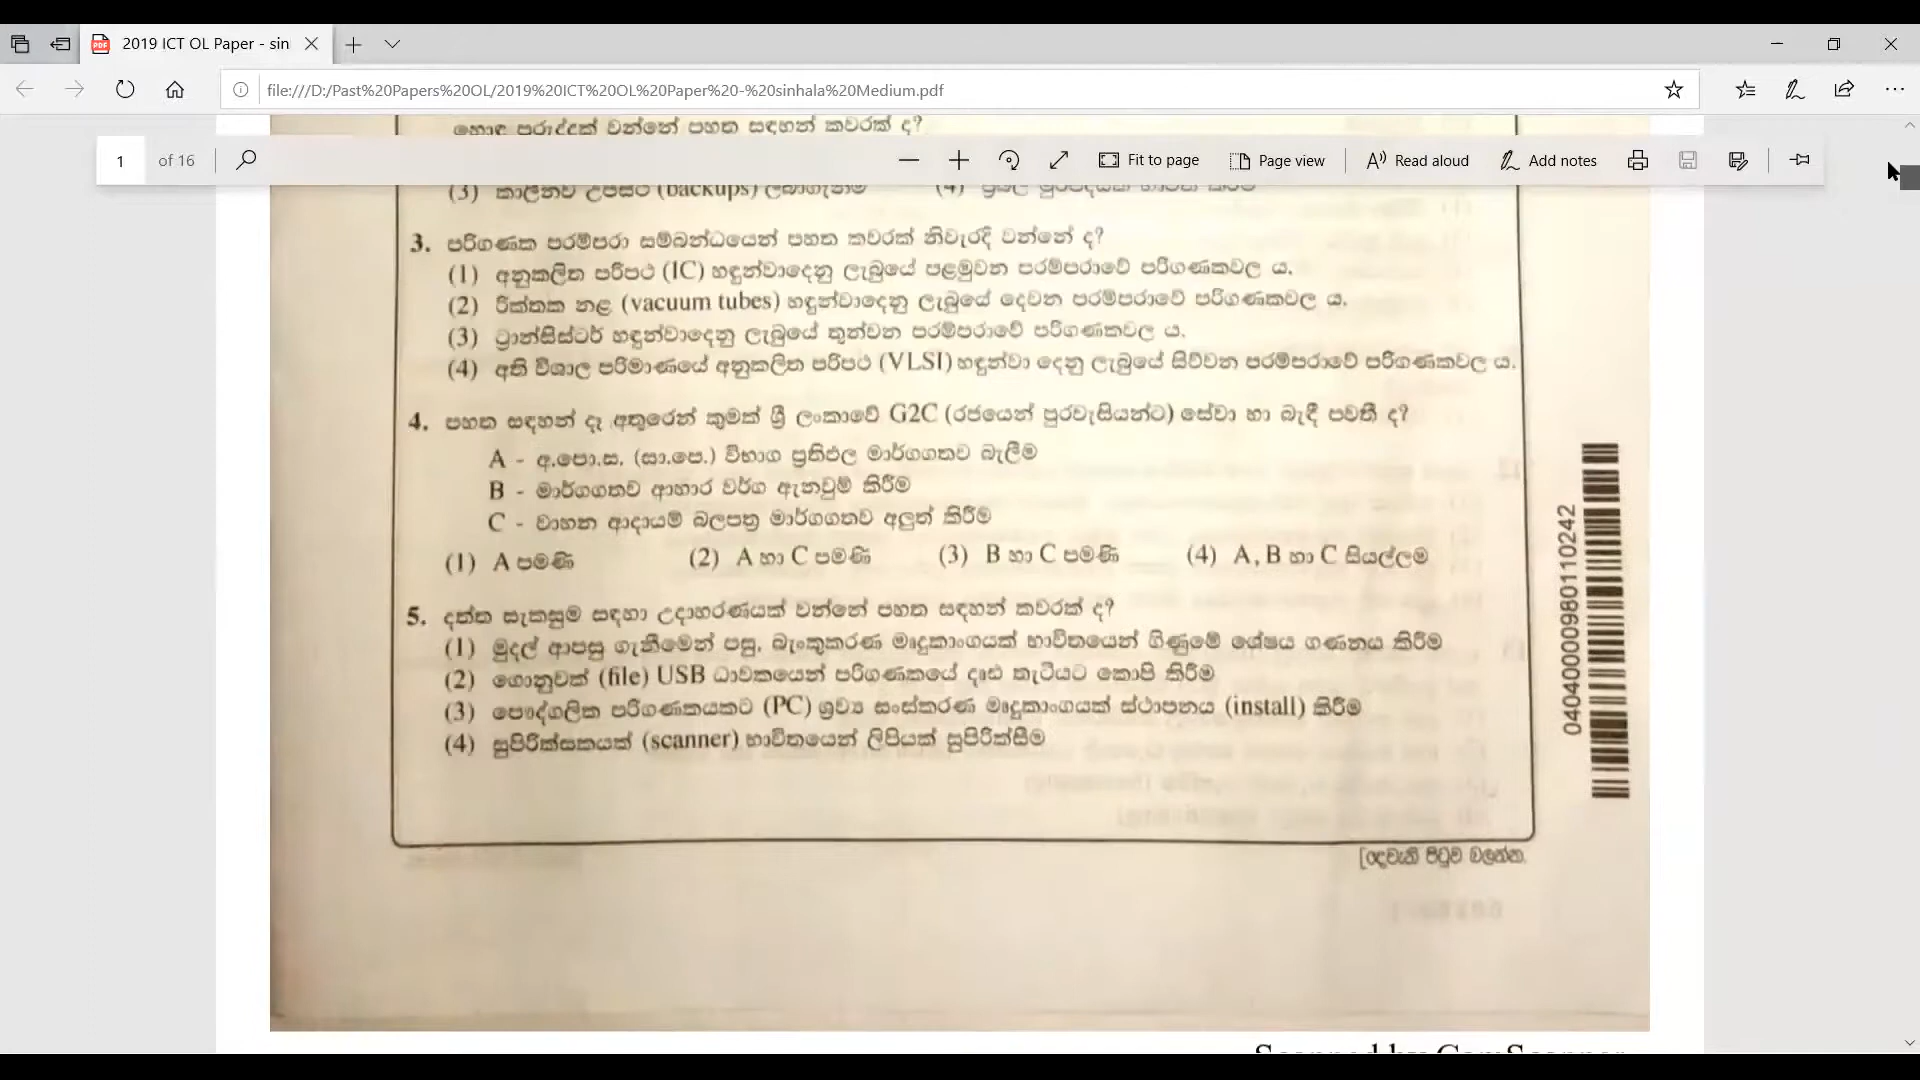 2019 ICT OL Paper - sin
file:///D:/Past%20Papers%20OL/2019%20ICT%20OL%20Paper%20-%20sinhala%20Medium.pdf
හොඳ පුරුද්දක් වන්නේ පහත සඳහන් කවරක් ද?
1 of 16 Fit to page Page view Read aloud Add notes
(3) කාලීනව උපස්ථ (backups) ලබාගැනීම (4)
3. පරිගණක පරම්පරා සම්බන්ධයෙන් පහත කවරක් නිවැරදි වන්නේ ද?
(1) අනුකලිත පරිපථ (IC) හඳුන්වාදෙනු ලැබුයේ පළමුවන පරම්පරාවේ පරිගණකවල ය.
(2) රික්තක නළ (vacuum tubes) හඳුන්වාදෙනු ලැබුයේ දෙවන පරම්පරාවේ පරිගණකවල ය.
(3) ට්‍රාන්සිස්ටර් හඳුන්වාදෙනු ලැබුයේ තුන්වන පරම්පරාවේ පරිගණකවල ය.
(4) අති විශාල පරිමාණයේ අනුකලිත පරිපථ (VLSI) හඳුන්වා දෙනු ලැබුයේ සිව්වන පරම්පරාවේ පරිගණකවල ය.
4. පහත සඳහන් දෑ අතුරෙන් කුමක් ශ්‍රී ලංකාවේ G2C (රජයෙන් පුරවැසියන්ට) සේවා හා බැඳී පවතී ද?
A - අ.පො.ස. (සා.පෙ.) විභාග ප්‍රතිඵල මාර්ගගතව බැලීම
B - මාර්ගගතව ආහාර වර්ග ඇනවුම් කිරීම
C - වාහන ආදායම් බලපත්‍ර මාර්ගගතව අලුත් කිරීම
(1) A පමණි (2) A හා C පමණි (3) B හා C පමණි (4) A, B හා C සියල්ලම
5. දත්ත සැකසුම සඳහා උදාහරණයක් වන්නේ පහත සඳහන් කවරක් ද?
(1) මුදල් ආපසු ගැනීමෙන් පසු, බැංකුකරණ මෘදුකාංගයක් භාවිතයෙන් ගිණුමේ ශේෂය ගණනය කිරීම
(2) ගොනුවක් (file) USB ධාවකයෙන් පරිගණකයේ දෘඪ තැටියට කොපි කිරීම
(3) පෞද්ගලික පරිගණකයකට (PC) ශ්‍රව්‍ය සංස්කරණ මෘදුකාංගයක් ස්ථාපනය (install) කිරීම
(4) සුපිරික්සකයක් (scanner) භාවිතයෙන් ලිපියක් සුපිරික්සීම
[දෙවැනි පිටුව බලන්න.
04040000980110242
Scanned by CamScanner